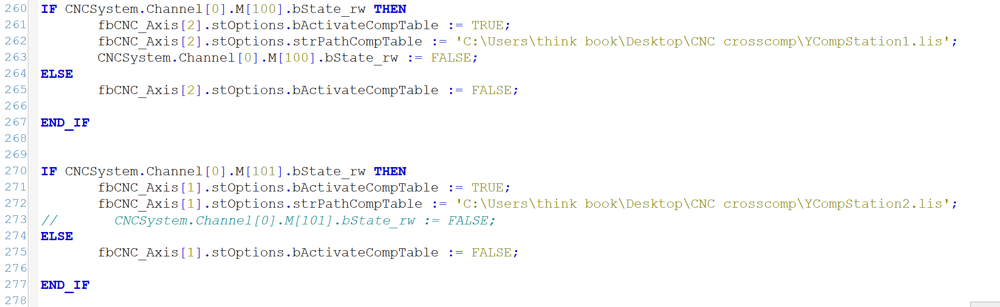 260 IF CNCSystem.Channel[0].M[100].bState_rw THEN
261 fbCNC_Axis[2].stOptions.bActivateCompTable := TRUE;
262 fbCNC_Axis[2].stOptions.strPathCompTable := 'C:\Users\think book\Desktop\CNC crosscomp\YCompStation1.lis';
263 CNCSystem.Channel[0].M[100].bState_rw := FALSE;
264 ELSE
265 fbCNC_Axis[2].stOptions.bActivateCompTable := FALSE;
266
267 END_IF
268
269
270 IF CNCSystem.Channel[0].M[101].bState_rw THEN
271 fbCNC_Axis[1].stOptions.bActivateCompTable := TRUE;
272 fbCNC_Axis[1].stOptions.strPathCompTable := 'C:\Users\think book\Desktop\CNC crosscomp\YCompStation2.lis';
273 // CNCSystem.Channel[0].M[101].bState_rw := FALSE;
274 ELSE
275 fbCNC_Axis[1].stOptions.bActivateCompTable := FALSE;
276
277 END_IF
278